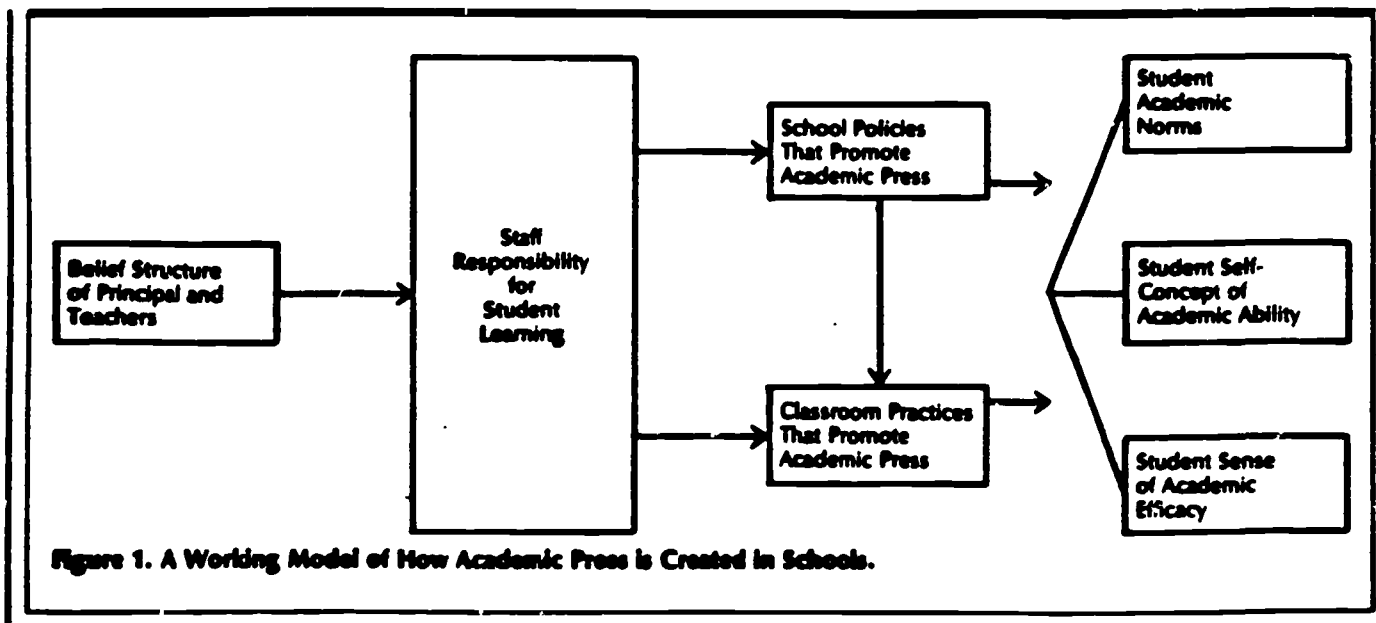 Belief Structure
of Principal and
Teachers
Staff
Responsibility
for
Student
Learning
School Policies
That Promote
Academic Press
Classroom Practices
That Promote
Academic Press
Student
Academic
Norms
Student Self-
Concept of
Academic Ability
Student Sense
of Academic
Efficacy
Figure 1. A Working Model of How Academic Press is Created in Schools.